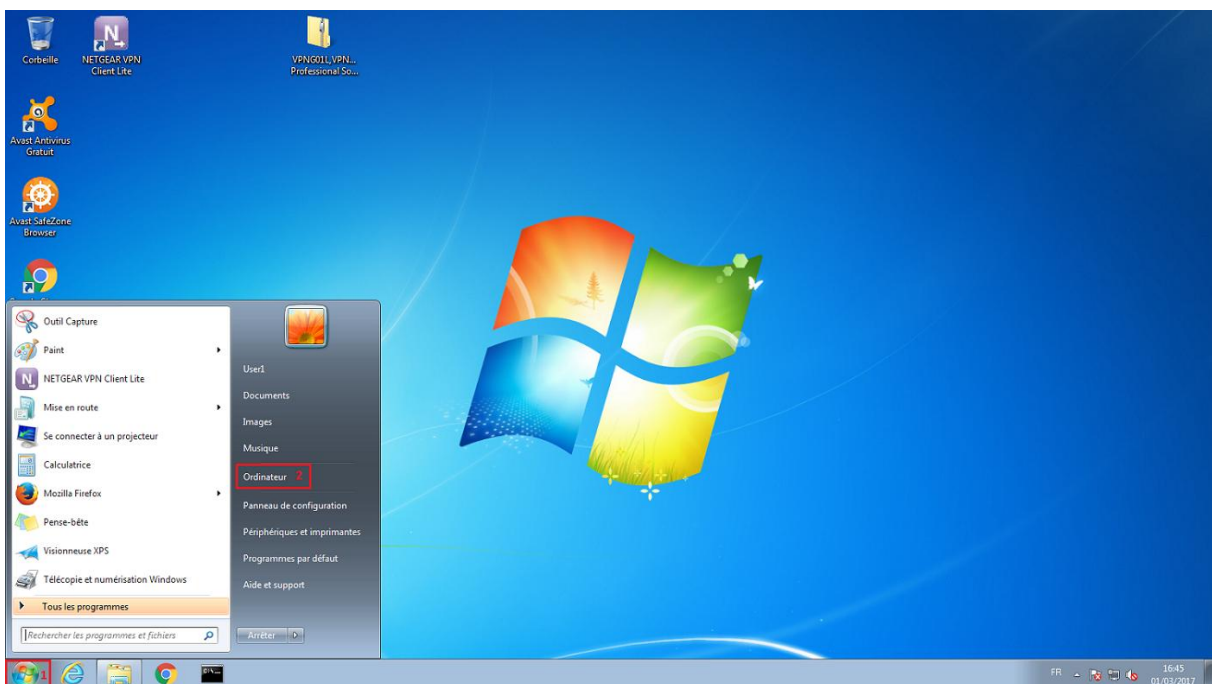 Corbeille
NETGEAR VPN
Client Lite
VPNG01L,VPN...
Professional So...
Avast Antivirus
Gratuit
Avast SafeZone
Browser
Outil Capture
Paint
NETGEAR VPN Client Lite
Mise en route
Se connecter à un projecteur
Calculatrice
Mozilla Firefox
Pense-bête
Visionneuse XPS
Télécopie et numérisation Windows
Tous les programmes
Rechercher les programmes et fichiers
User1
Documents
Images
Musique
Ordinateur 2
Panneau de configuration
Périphériques et imprimantes
Programmes par défaut
Aide et support
Arrêter
1
FR
16:45
01/03/2017